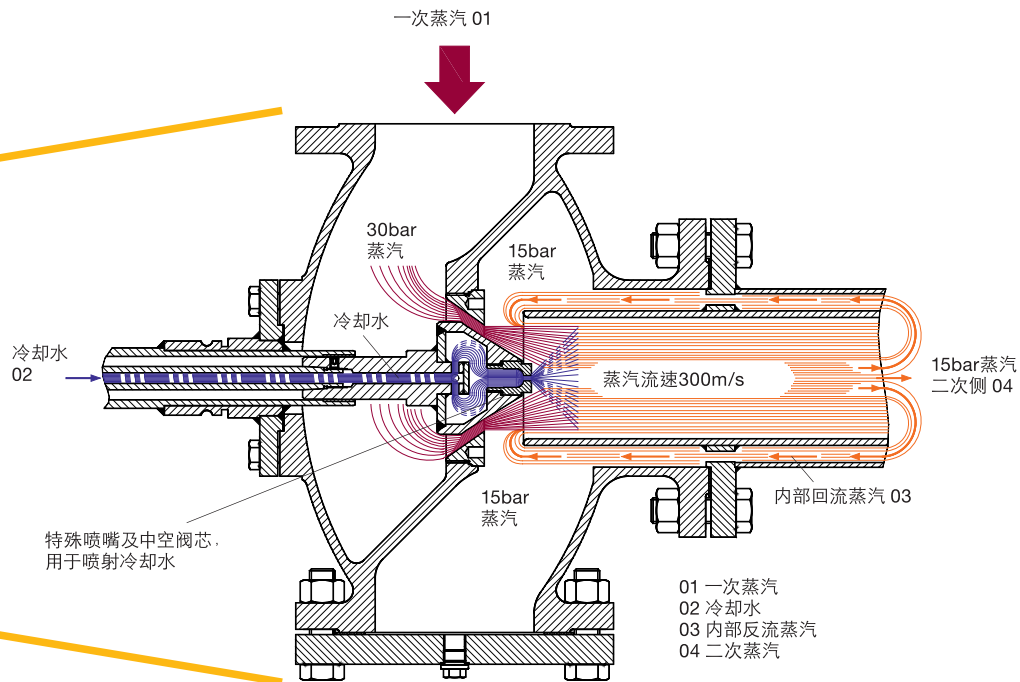 一次蒸汽 01
30bar
蒸汽
15bar
蒸汽
冷却水
冷却水
02
蒸汽流速300m/s
15bar蒸汽
二次侧 04
15bar
蒸汽
内部回流蒸汽 03
特殊喷嘴及中空阀芯，
用于喷射冷却水
01 一次蒸汽
02 冷却水
03 内部反流蒸汽
04 二次蒸汽